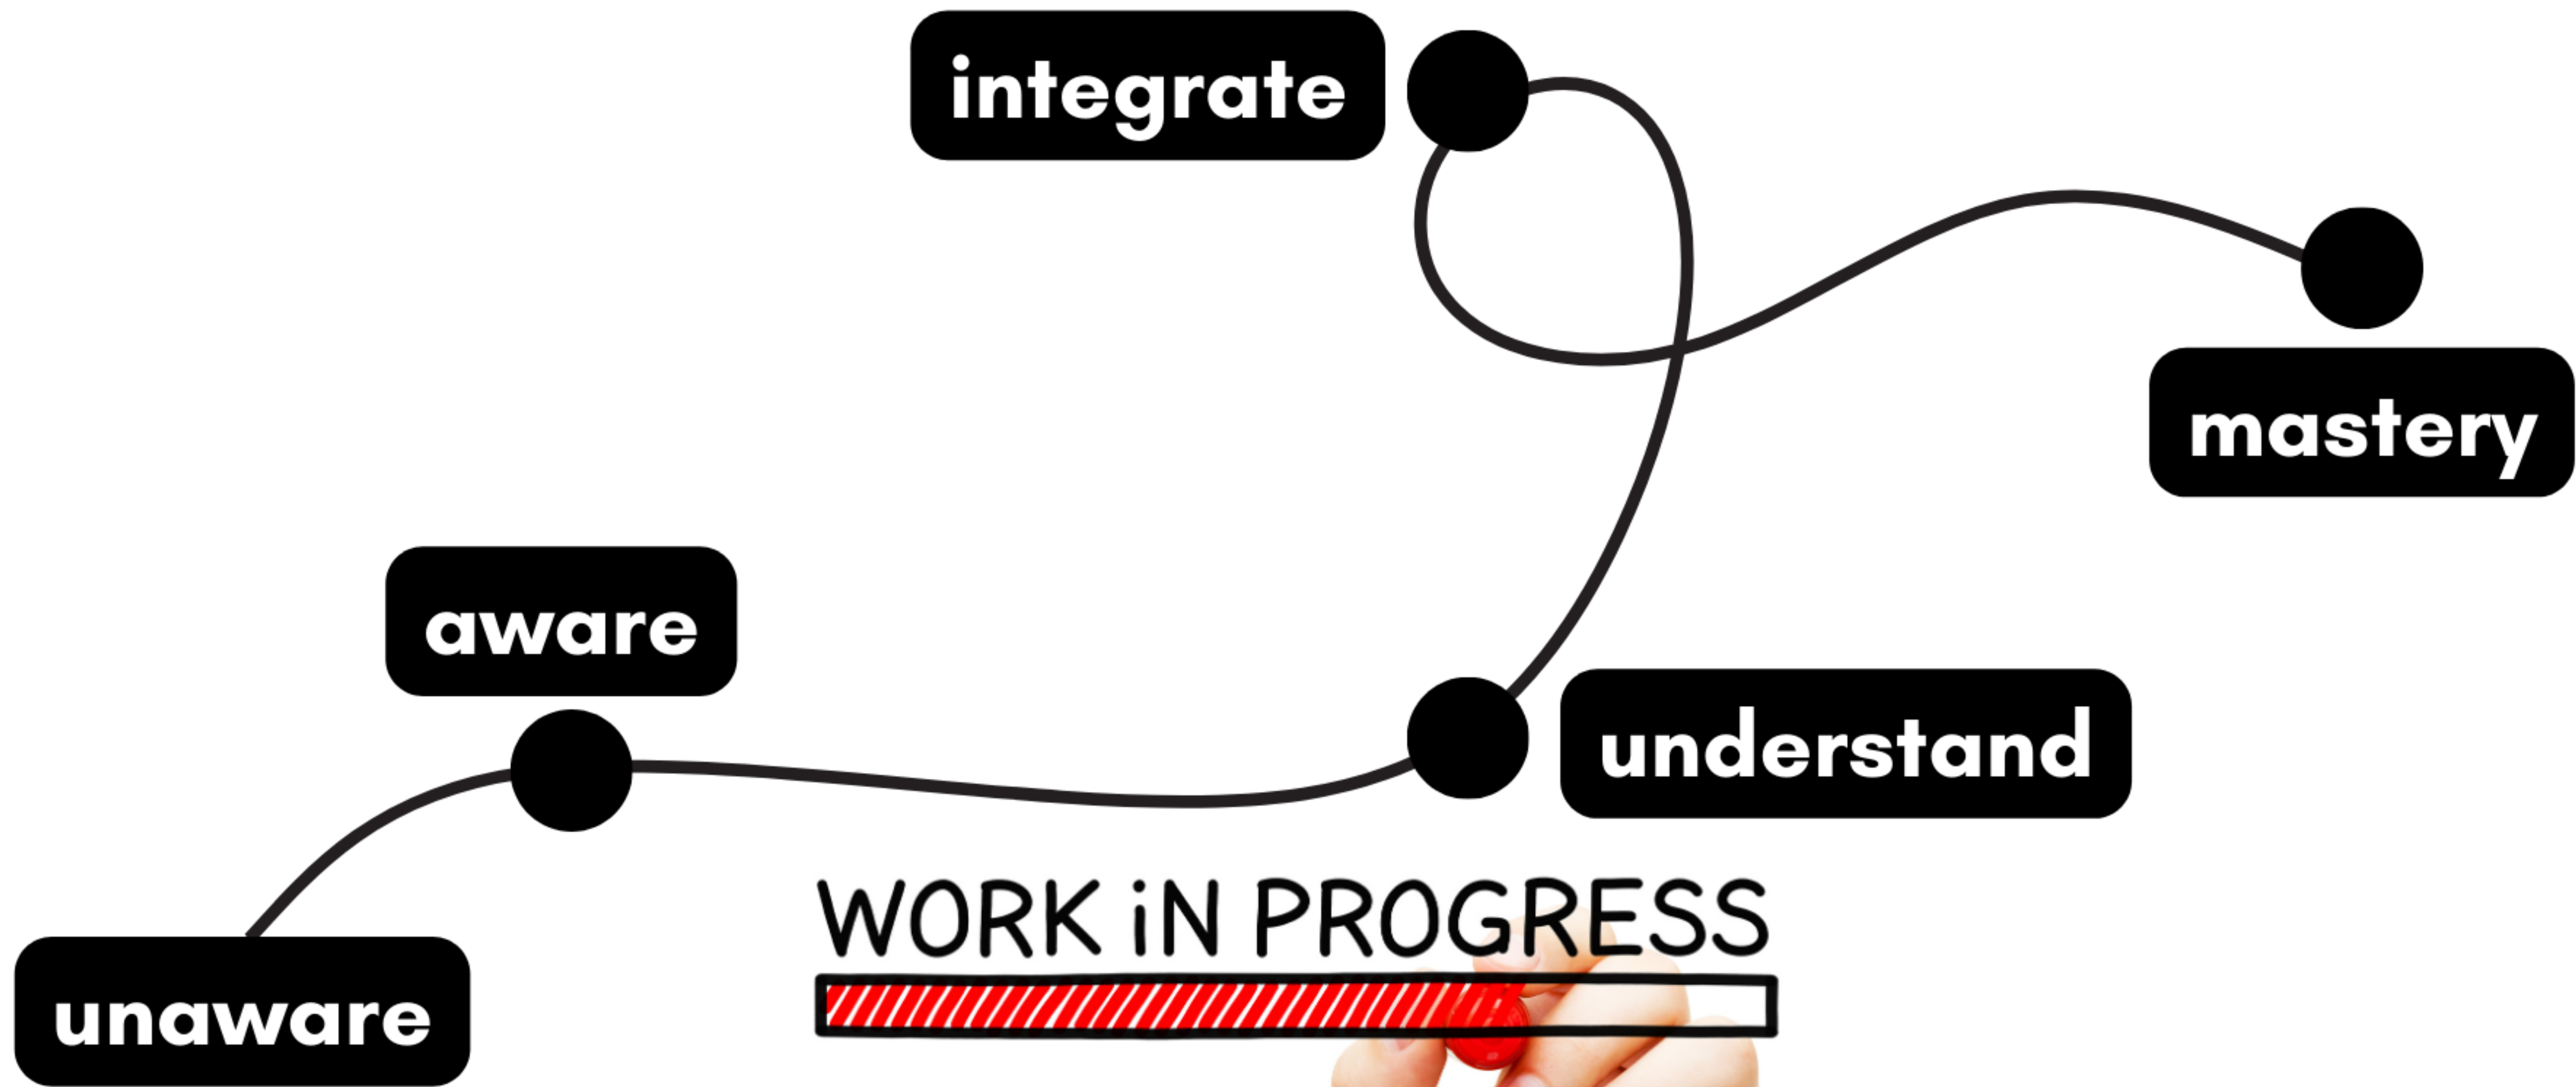 integrate
mastery
aware
understand
WORK iN PROGRESS
unaware